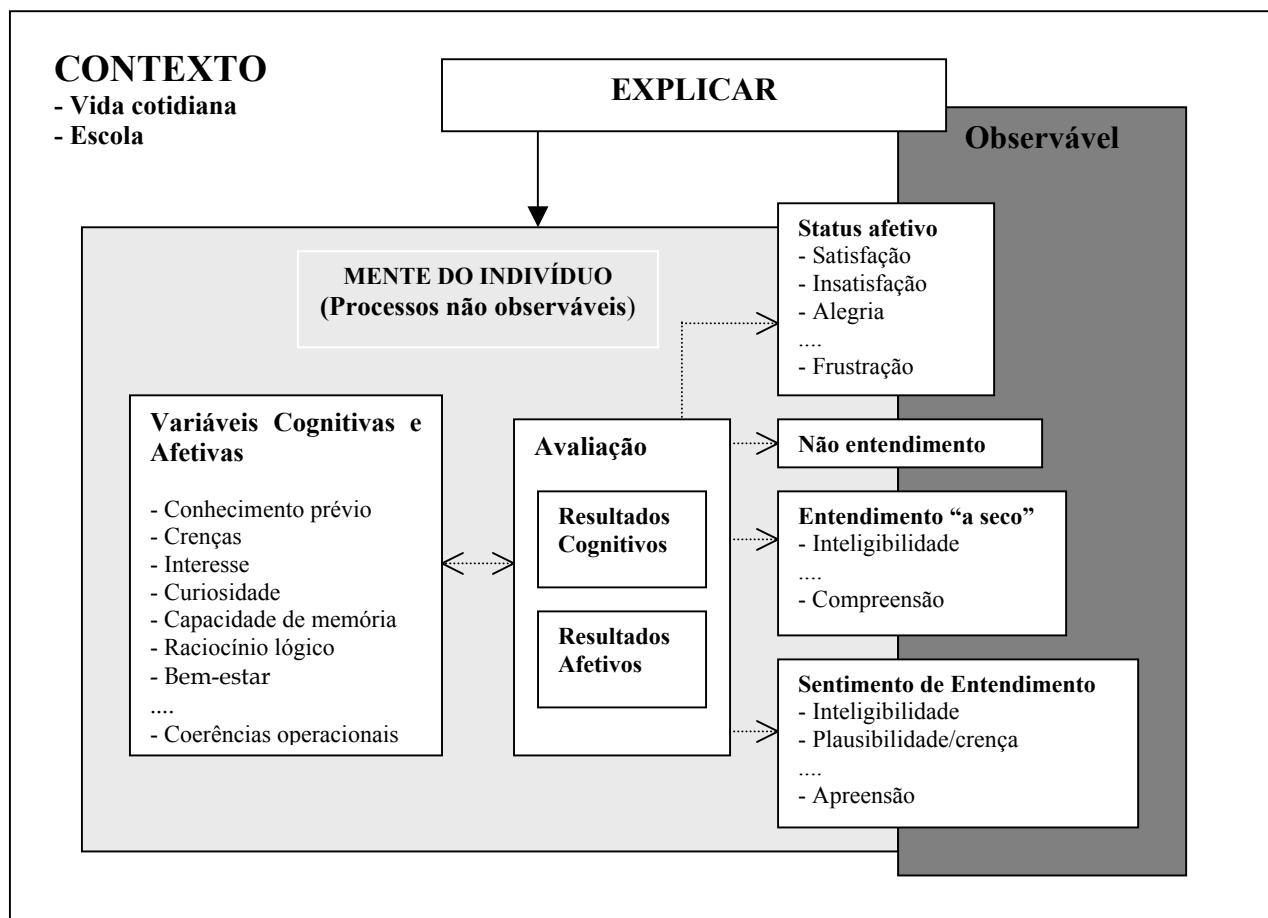 CONTEXTO
- Vida cotidiana
- Escola
EXPLICAR
Observável
MENTE DO INDIVÍDUO
(Processos não observáveis)
Status afetivo
- Satisfação
- Insatisfação
- Alegria
....
- Frustração
Variáveis Cognitivas e
Afetivas
- Conhecimento prévio
- Crenças
- Interesse
- Curiosidade
- Capacidade de memória
- Raciocínio lógico
- Bem-estar
....
- Coerências operacionais
Avaliação
Resultados
Cognitivos
Resultados
Afetivos
Não entendimento
Entendimento “a seco”
- Inteligibilidade
....
- Compreensão
Sentimento de Entendimento
- Inteligibilidade
- Plausibilidade/crença
....
- Apreensão